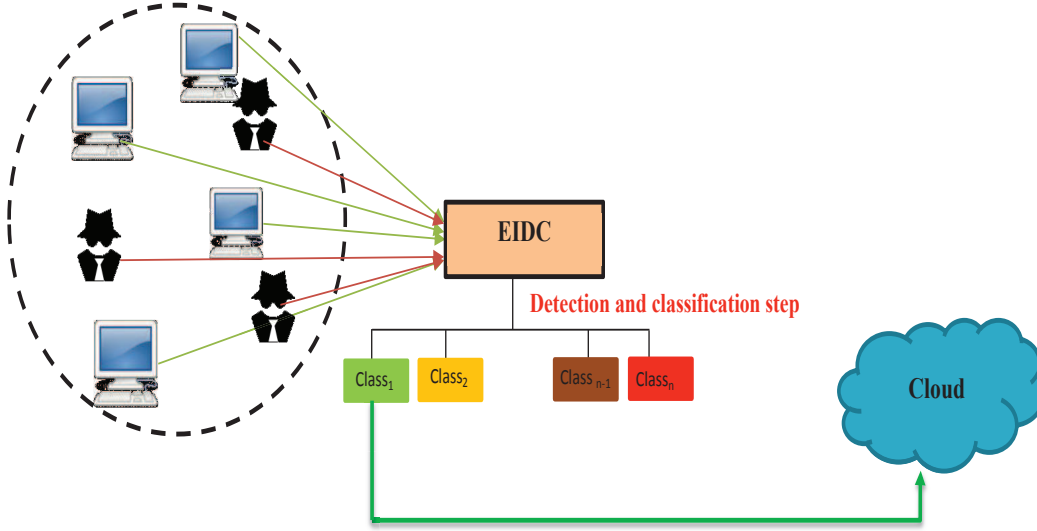 EIDC
Detection and classification step
Class₁
Class₂
Class ₙ₋₁
Classₙ
Cloud